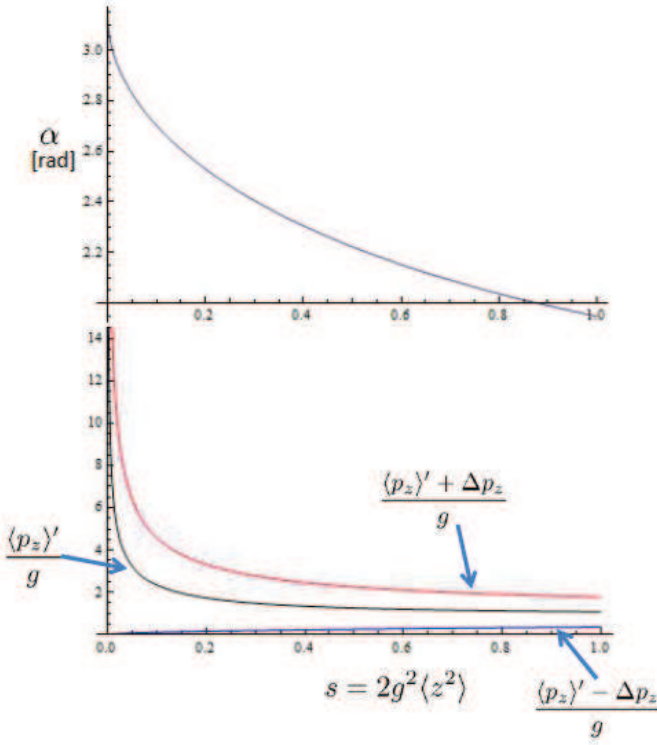 3.0
2.8
α
[rad]
2.6
2.4
2.2
0.2 0.4 0.6 0.8 1.0
14
12
10
8
6
4
2
⟨p_z⟩′ + Δp_z
g
⟨p_z⟩′
g
0.0 0.2 0.4 0.6 0.8 1.0
s = 2g²⟨z²⟩
⟨p_z⟩′ − Δp_z
g